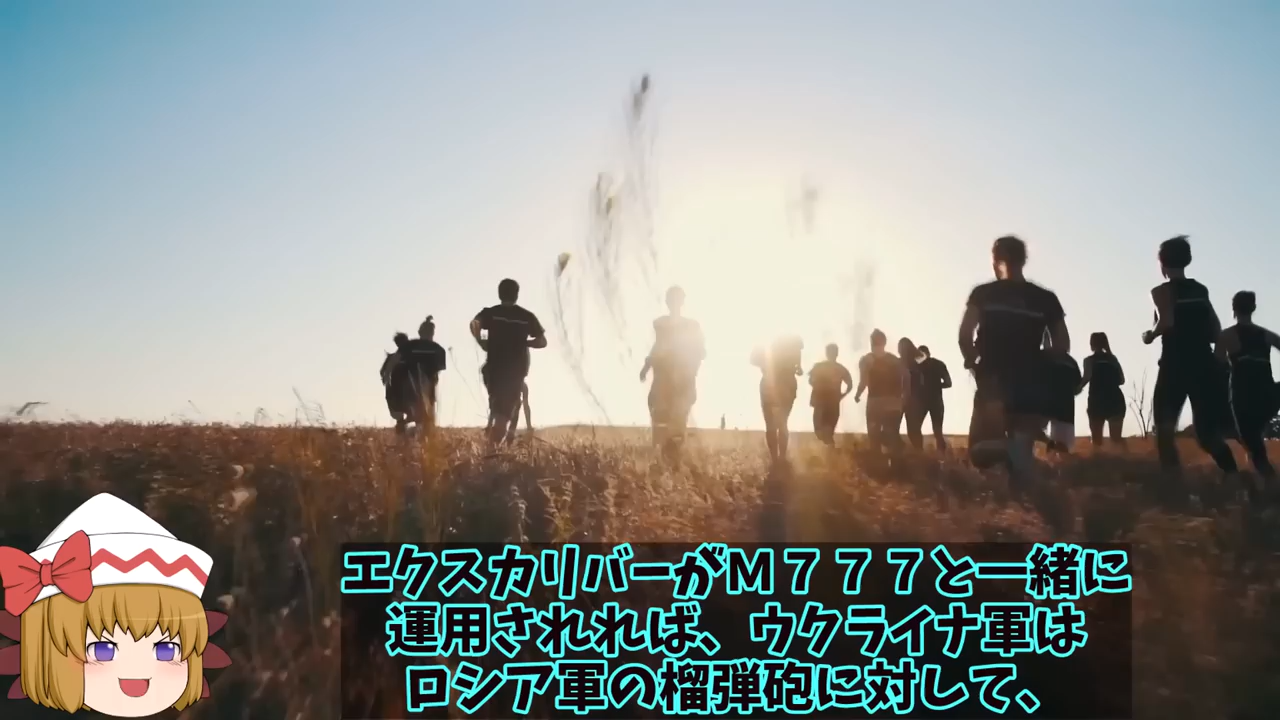 エクスカリバーがM７７７と一緒に
運用されれば、ウクライナ軍は
ロシア軍の榴弾砲に対して、